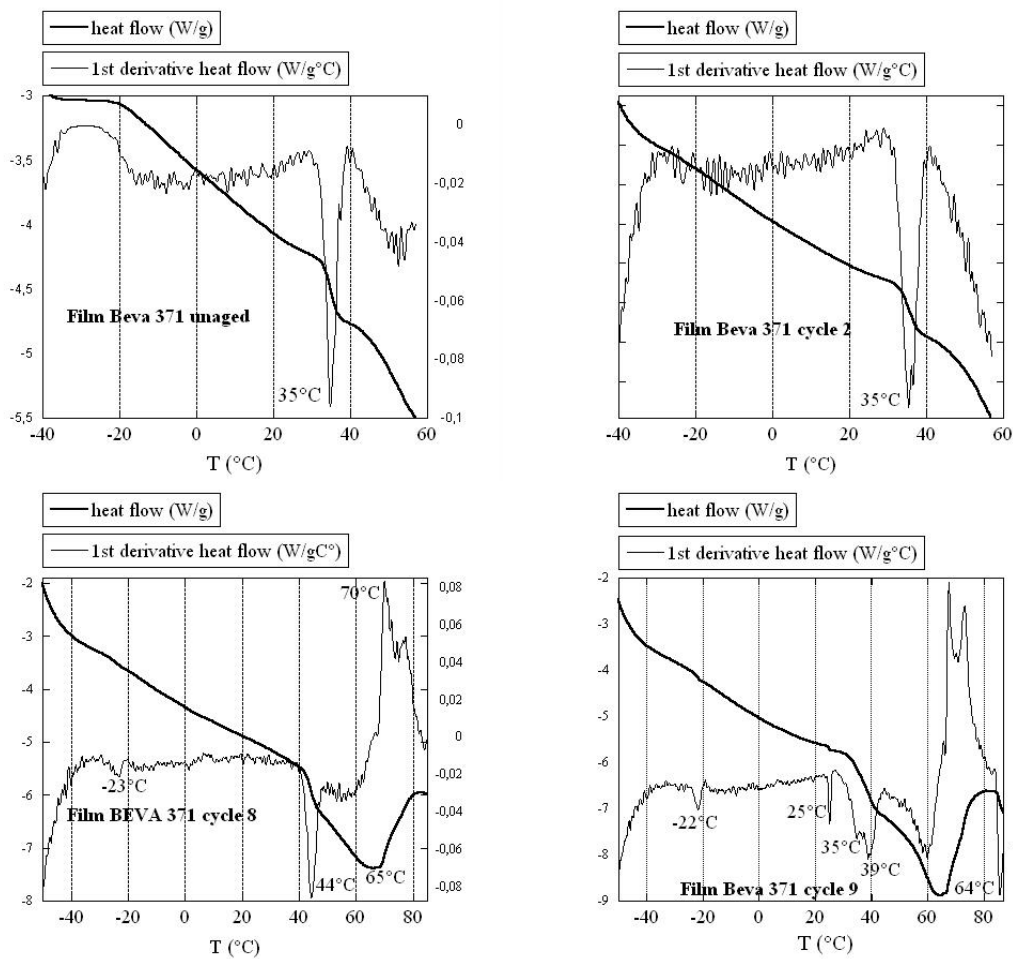 heat flow (W/g)
1st derivative heat flow (W/g°C)
-3
-3,5
-4
-4,5
-5
-5,5
0
-0,02
-0,04
-0,06
-0,08
-0,1
Film Beva 371 unaged
35°C
-40 -20 0 20 40 60
T (°C)
heat flow (W/g)
1st derivative heat flow (W/g°C)
Film Beva 371 cycle 2
35°C
-40 -20 0 20 40 60
T (°C)
heat flow (W/g)
1st derivative heat flow (W/gC°)
-2
-3
-4
-5
-6
-7
-8
0,08
0,06
0,04
0,02
0
-0,02
-0,04
-0,06
-0,08
70°C
-23°C
Film BEVA 371 cycle 8
44°C
65°C
-40 -20 0 20 40 60 80
T (°C)
heat flow (W/g)
1st derivative heat flow (W/g°C)
-2
-4
-5
-6
-7
-8
-9
-22°C
25°C
35°C
39°C
64°C
Film Beva 371 cycle 9
-40 -20 0 20 40 60 80
T (°C)